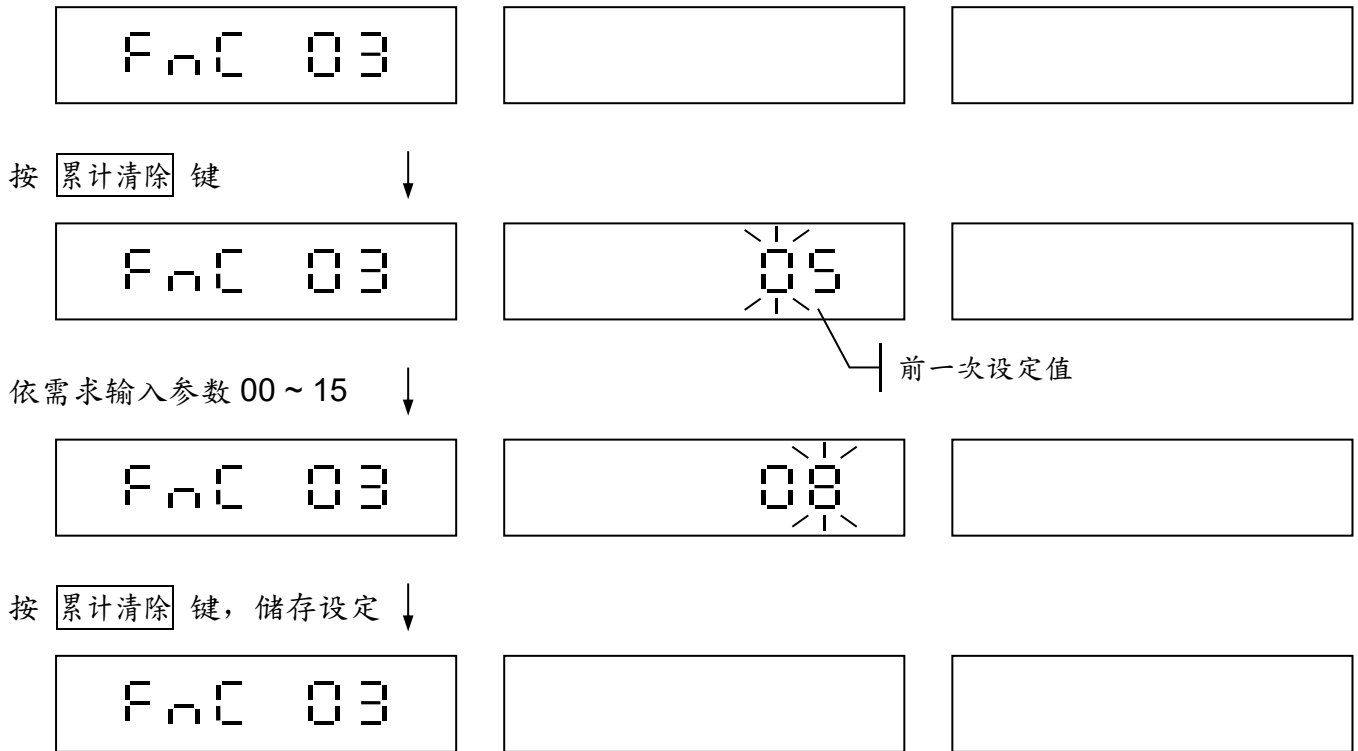 FnC 03
按 累计清除 键
FnC 03 05
前一次设定值
依需求输入参数 00 ~ 15
FnC 03 08
按 累计清除 键，储存设定
FnC 03